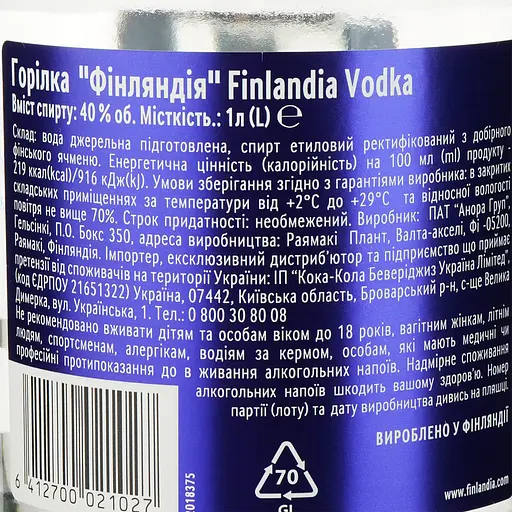 Горілка "Фінляндія" Finlandia Vodka
Вміст спирту: 40 % об. Місткість.: 1л (L) ℮
Склад: вода джерельна підготовлена, спирт етиловий ректифікований з добірного
фінського ячменю. Енергетична цінність (калорійність) на 100 мл (ml) продукту -
219 ккал(kcal)/916 кДж(kJ). Умови зберігання згідно з гарантіями виробника: в закритих
складських приміщеннях за температури від +2°C до +29°C та відносної вологості
повітря не вище 70%. Строк придатності: необмежений. Виробник: ПАТ "Анора Груп",
Гельсінкі, П.О. Бокс 350, адреса виробництва: Раямакі Плант, Валта-акселі, Фі -05200,
Раямакі, Фінляндія. Імпортер, ексклюзивний дистриб'ютор та підприємство що приймає
претензії від споживачів на території України: ІП "Кока-Кола Беверіджиз Україна Лімітед",
(код ЄДРПОУ 21651322) Україна, 07442, Київська область, Броварський р-н, с-ще Велика
Димерка, вул. Українська, 1. Тел.: 0 800 30 80 08
Не рекомендовано вживати дітям та особам віком до 18 років, вагітним жінкам, літнім
людям, спортсменам, алергікам, водіям за кермом, особам, які мають медичні чи
професійні протипоказання до в живання алкогольних напоїв. Надмірне споживання
алкогольних напоїв шкодить вашому здоров'ю. Номер
партії (лоту) та дату виробництва дивись на пляшці.
ВИРОБЛЕНО У ФІНЛЯНДІЇ
6 412700 021027
2018375
70
GL
www.finlandia.com